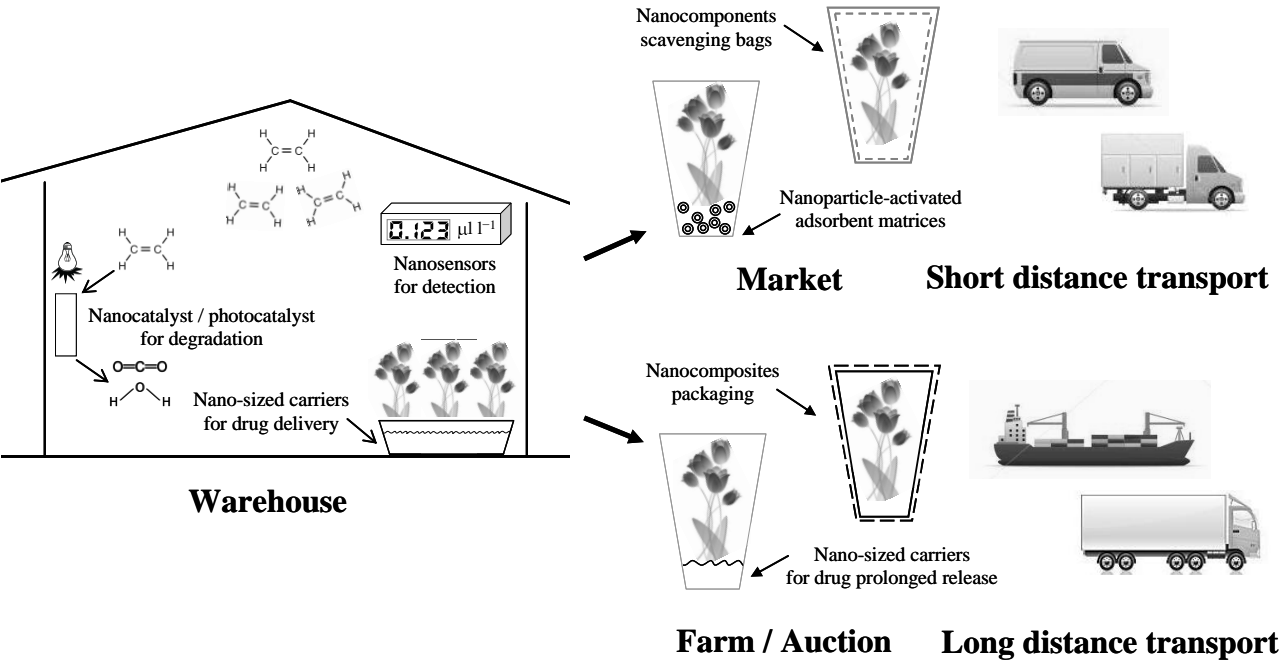 Nanocomponents
scavenging bags
Nanoparticle-activated
adsorbent matrices
Market
Short distance transport
H H
C=C
H H
H H
C=C
H H
H H
C=C
H H
0.123 µl l⁻¹
Nanosensors
for detection
H H
C=C
H H
Nanocatalyst / photocatalyst
for degradation
O=C=O
O
H H
Nano-sized carriers
for drug delivery
Warehouse
Nanocomposites
packaging
Nano-sized carriers
for drug prolonged release
Farm / Auction
Long distance transport